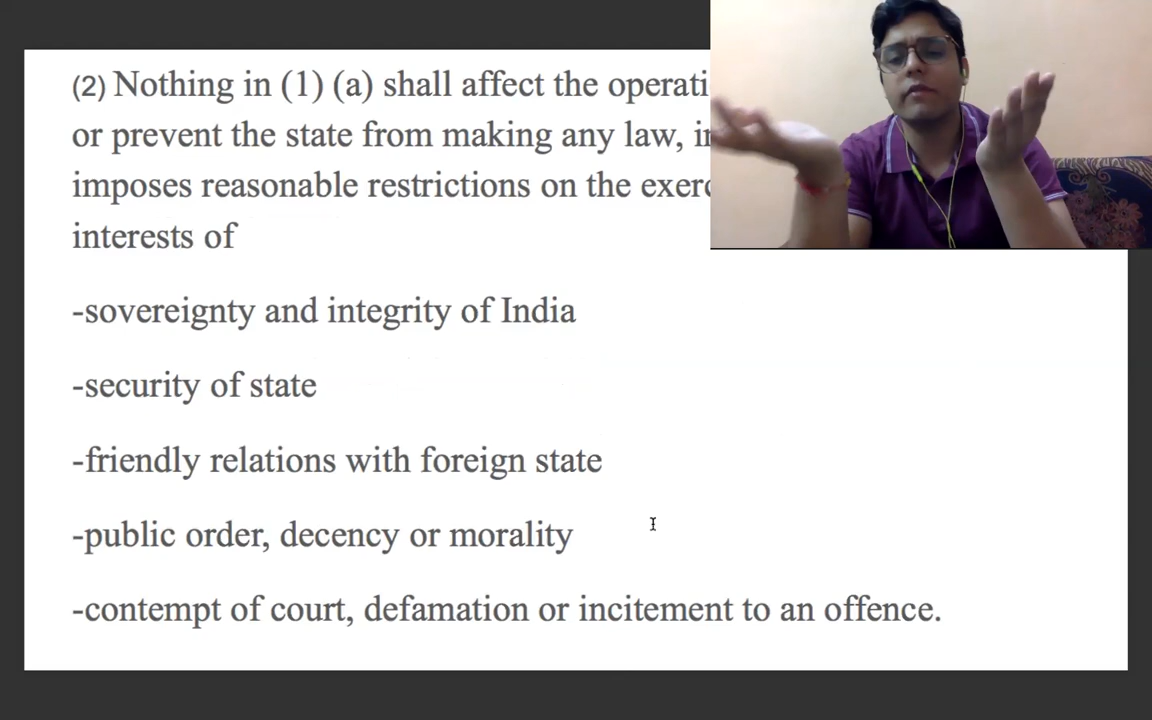 (2) Nothing in (1) (a) shall affect the
or prevent the state from making any law,
imposes reasonable restrictions on the
interests of
-sovereignty and integrity of India
-security of state
-friendly relations with foreign state
-public order, decency or morality
-contempt of court, defamation or incitement to an offence.